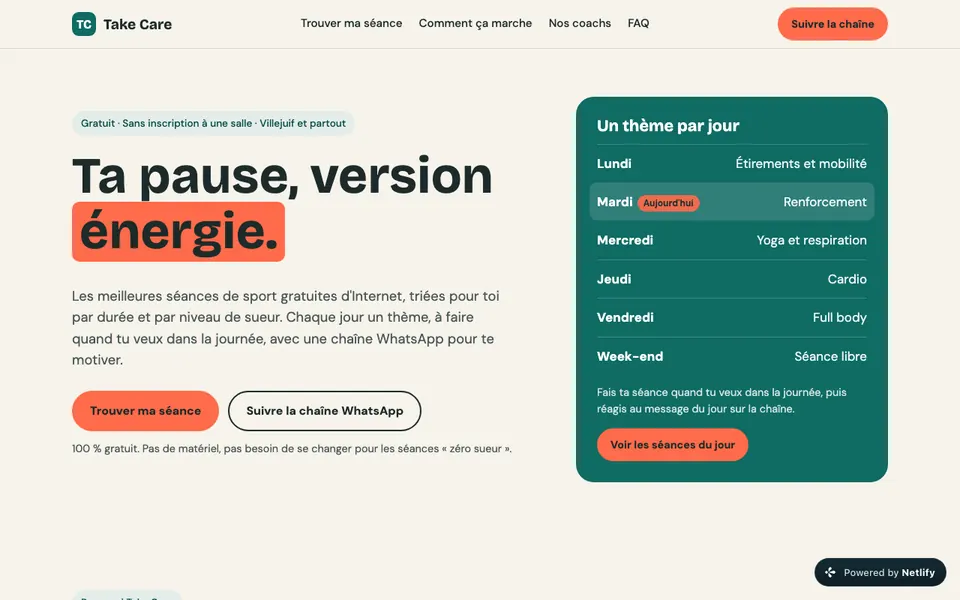 TC Take Care
Trouver ma séance
Comment ça marche
Nos coachs
FAQ
Suivre la chaîne
Gratuit · Sans inscription à une salle · Villejuif et partout
Ta pause, version
énergie.
Les meilleures séances de sport gratuites d'Internet, triées pour toi
par durée et par niveau de sueur. Chaque jour un thème, à faire
quand tu veux dans la journée, avec une chaîne WhatsApp pour te
motiver.
Trouver ma séance
Suivre la chaîne WhatsApp
100 % gratuit. Pas de matériel, pas besoin de se changer pour les séances « zéro sueur ».
Un thème par jour
Lundi Étirements et mobilité
Mardi Aujourd'hui Renforcement
Mercredi Yoga et respiration
Jeudi Cardio
Vendredi Full body
Week-end Séance libre
Fais ta séance quand tu veux dans la journée, puis
réagis au message du jour sur la chaîne.
Voir les séances du jour
Powered by Netlify